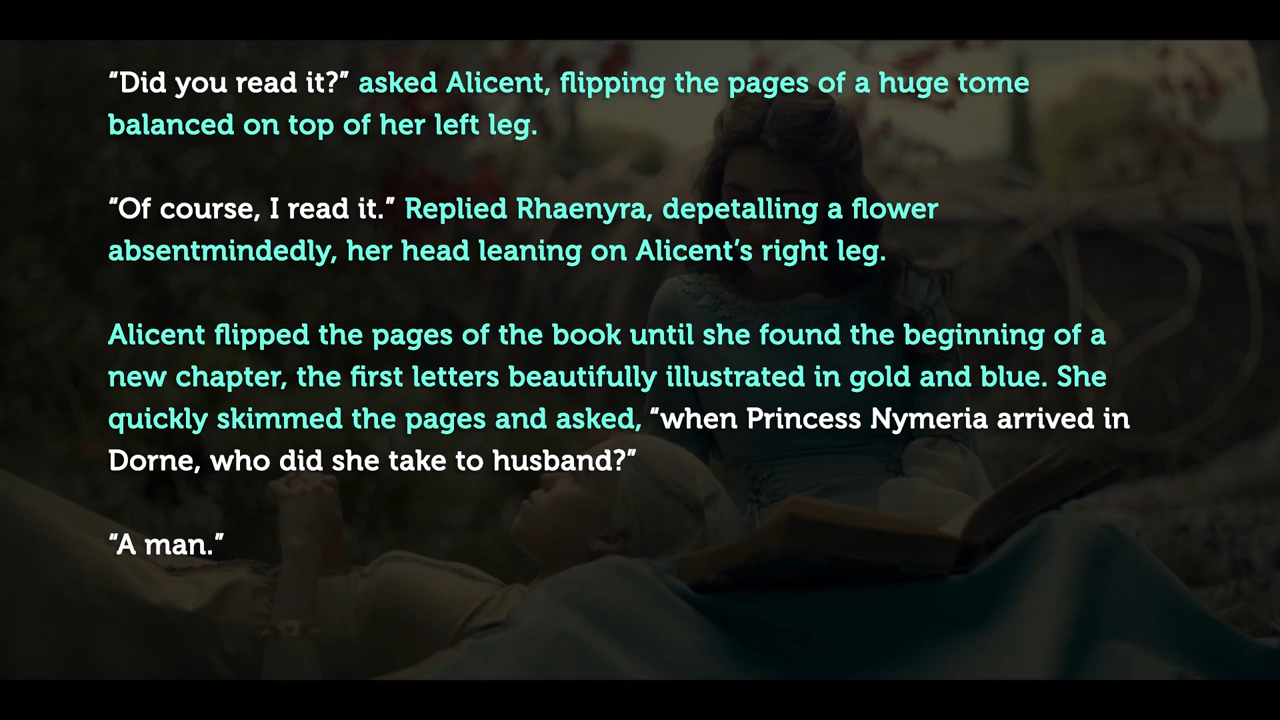 “Did you read it?” asked Alicent, flipping the pages of a huge tome
balanced on top of her left leg.
“Of course, I read it.” Replied Rhaenyra, depetalling a flower
absentmindedly, her head leaning on Alicent’s right leg.
Alicent flipped the pages of the book until she found the beginning of a
new chapter, the first letters beautifully illustrated in gold and blue. She
quickly skimmed the pages and asked, “when Princess Nymeria arrived in
Dorne, who did she take to husband?”
“A man.”